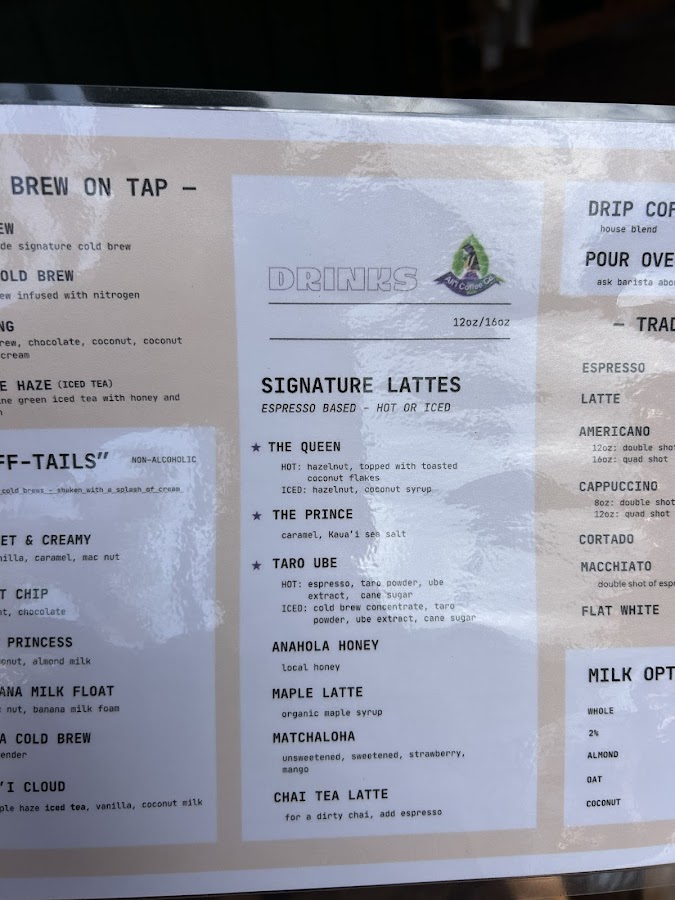 BREW ON TAP –
EW
de signature cold brew
OLD BREW
ew infused with nitrogen
NG
rew, chocolate, coconut, coconut
cream
E HAZE (ICED TEA)
ne green iced tea with honey and
FF-TAILS”
NON-ALCOHOLIC
cold brews - shaken with a splash of cream
ET & CREAMY
nilla, caramel, mac nut
T CHIP
nt, chocolate
PRINCESS
onut, almond milk
ANA MILK FLOAT
c nut, banana milk foam
A COLD BREW
ender
’I CLOUD
ple haze iced tea, vanilla, coconut milk
DRINKS
Ali'i Coffee Co
12oz/16oz
SIGNATURE LATTES
ESPRESSO BASED - HOT OR ICED
★ THE QUEEN
HOT: hazelnut, topped with toasted
coconut flakes
ICED: hazelnut, coconut syrup
★ THE PRINCE
caramel, Kaua'i sea salt
★ TARO UBE
HOT: espresso, taro powder, ube
extract, cane sugar
ICED: cold brew concentrate, taro
powder, ube extract, cane sugar
ANAHOLA HONEY
local honey
MAPLE LATTE
organic maple syrup
MATCHALOHA
unsweetened, sweetened, strawberry,
mango
CHAI TEA LATTE
for a dirty chai, add espresso
DRIP COF
house blend
POUR OVE
ask barista abo
– TRAD
ESPRESSO
LATTE
AMERICANO
12oz: double shot
16oz: quad shot
CAPPUCCINO
8oz: double shot
12oz: quad shot
CORTADO
MACCHIATO
double shot of espr
FLAT WHITE
MILK OPT
WHOLE
2%
ALMOND
OAT
COCONUT